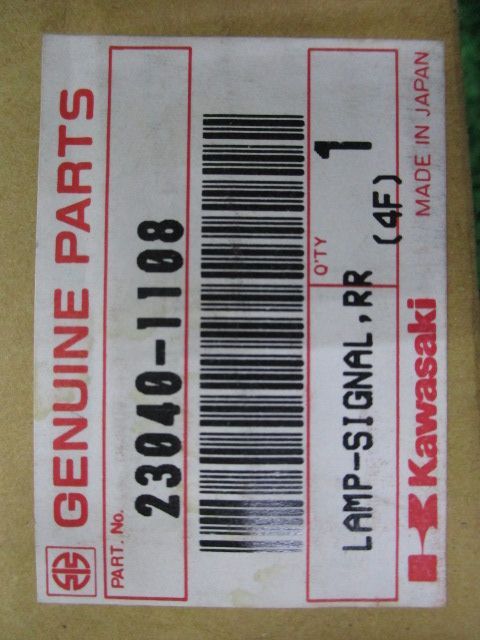 GENUINE PARTS
PART. No.
23040-1108
Q'TY
1
LAMP-SIGNAL,RR
(4F)
Kawasaki
MADE IN JAPAN